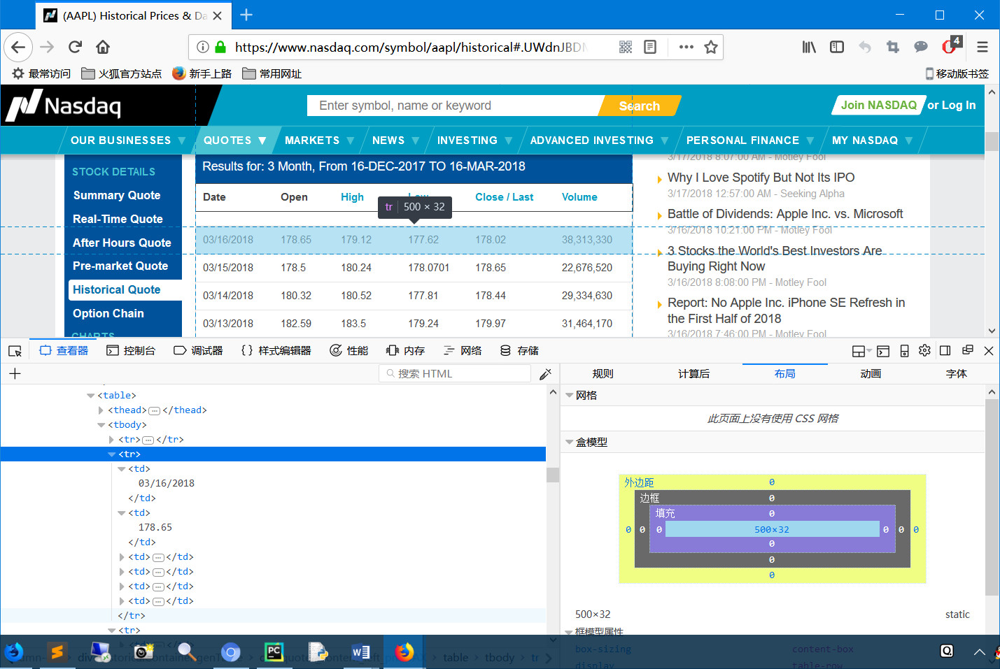 (AAPL) Historical Prices & Da
https://www.nasdaq.com/symbol/aapl/historical#.UWdnJBDN
4
最常访问 火狐官方站点 新手上路 常用网址 移动版书签
Nasdaq
Enter symbol, name or keyword
Search
Join NASDAQ or Log In
OUR BUSINESSES QUOTES MARKETS NEWS INVESTING ADVANCED INVESTING PERSONAL FINANCE MY NASDAQ
STOCK DETAILS
Summary Quote
Real-Time Quote
After Hours Quote
Pre-market Quote
Historical Quote
Option Chain
CHARTS
Results for: 3 Month, From 16-DEC-2017 TO 16-MAR-2018
Date Open High Low Close / Last Volume
tr 500 × 32
03/16/2018 178.65 179.12 177.62 178.02 38,313,330
03/15/2018 178.5 180.24 178.0701 178.65 22,676,520
03/14/2018 180.32 180.52 177.81 178.44 29,334,630
03/13/2018 182.59 183.5 179.24 179.97 31,464,170
3/17/2018 8:07:00 AM - Motley Fool
Why I Love Spotify But Not Its IPO
3/17/2018 12:57:00 AM - Seeking Alpha
Battle of Dividends: Apple Inc. vs. Microsoft
3/16/2018 10:21:00 PM - Motley Fool
3 Stocks the World's Best Investors Are
Buying Right Now
3/16/2018 8:08:00 PM - Motley Fool
Report: No Apple Inc. iPhone SE Refresh in
the First Half of 2018
3/16/2018 7:46:00 PM - Motley Fool
查看器 控制台 调试器 样式编辑器 性能 内存 网络 存储
搜索 HTML
<table>
<thead></thead>
<tbody>
<tr></tr>
<tr>
<td>
03/16/2018
</td>
<td>
178.65
</td>
<td></td>
<td></td>
<td></td>
<td></td>
</tr>
<tr>
规则 计算后 布局 动画 字体
网格
此页面上没有使用 CSS 网格
盒模型
外边距 0
边框 0
填充 0
0 0 0 500×32 0 0 0
0
0
0
500×32 static
框模型属性
box-sizing content-box
display table-row
table tbody tr